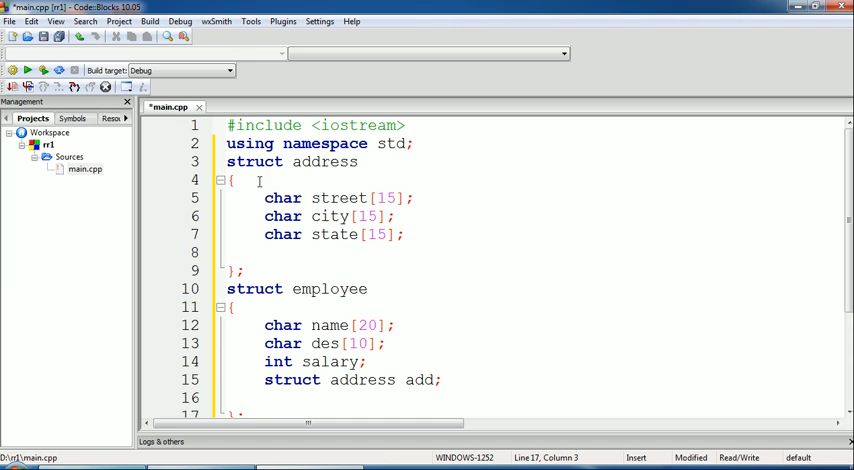 *main.cpp [rr1] - Code::Blocks 10.05
File Edit View Search Project Build Debug wxSmith Tools Plugins Settings Help
Build target: Debug
Management
*main.cpp
Projects Symbols Resou
Workspace
rr1
Sources
main.cpp
1 #include <iostream>
2 using namespace std;
3 struct address
4 {
5 char street[15];
6 char city[15];
7 char state[15];
8
9 };
10 struct employee
11 {
12 char name[20];
13 char des[10];
14 int salary;
15 struct address add;
16
17 };
Logs & others
D:\rr1\main.cpp WINDOWS-1252 Line 17, Column 3 Insert Modified Read/Write default